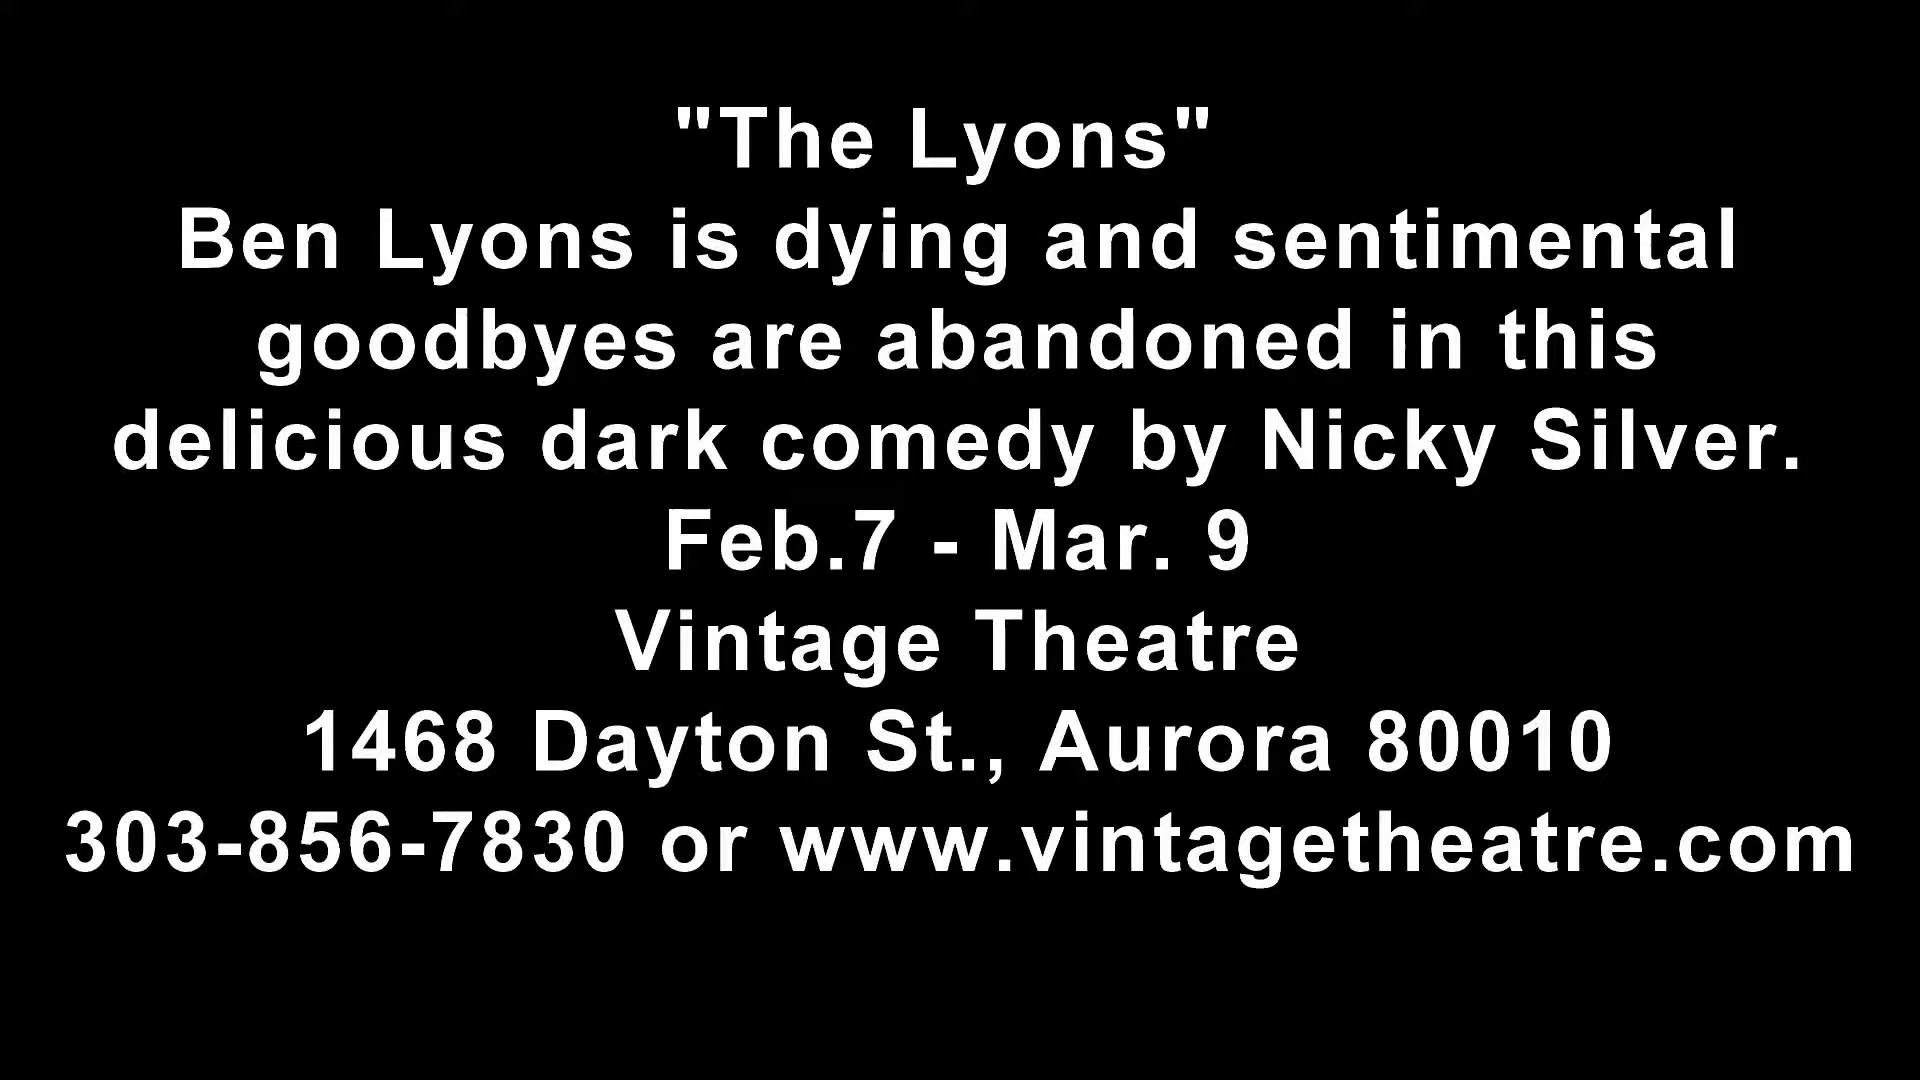 "The Lyons"
Ben Lyons is dying and sentimental
goodbyes are abandoned in this
delicious dark comedy by Nicky Silver.
Feb.7 - Mar. 9
Vintage Theatre
1468 Dayton St., Aurora 80010
303-856-7830 or www.vintagetheatre.com